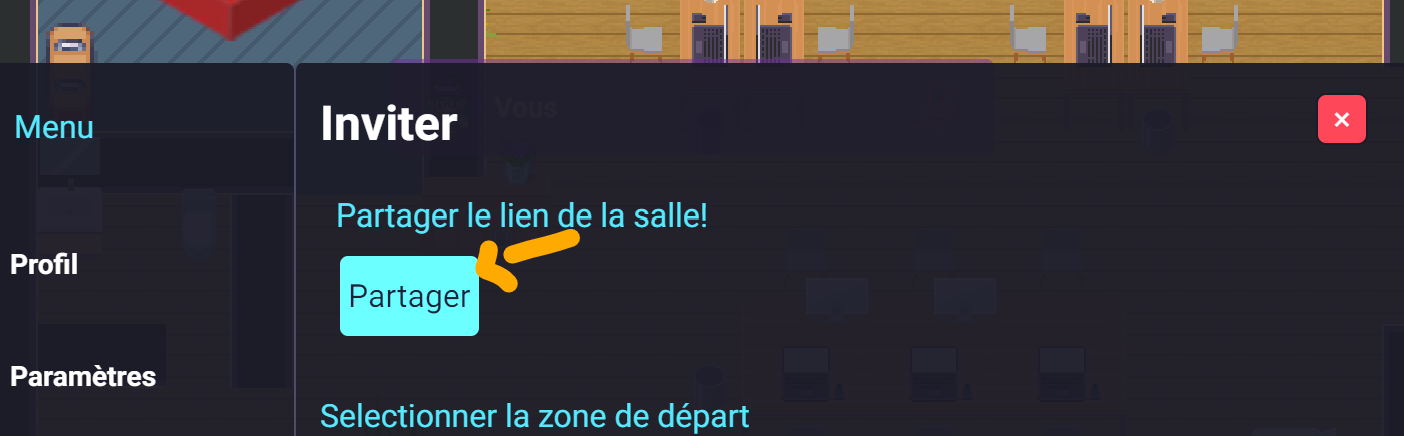 Vous
Menu
Inviter
×
Partager le lien de la salle!
Profil
Partager
Paramètres
Selectionner la zone de départ